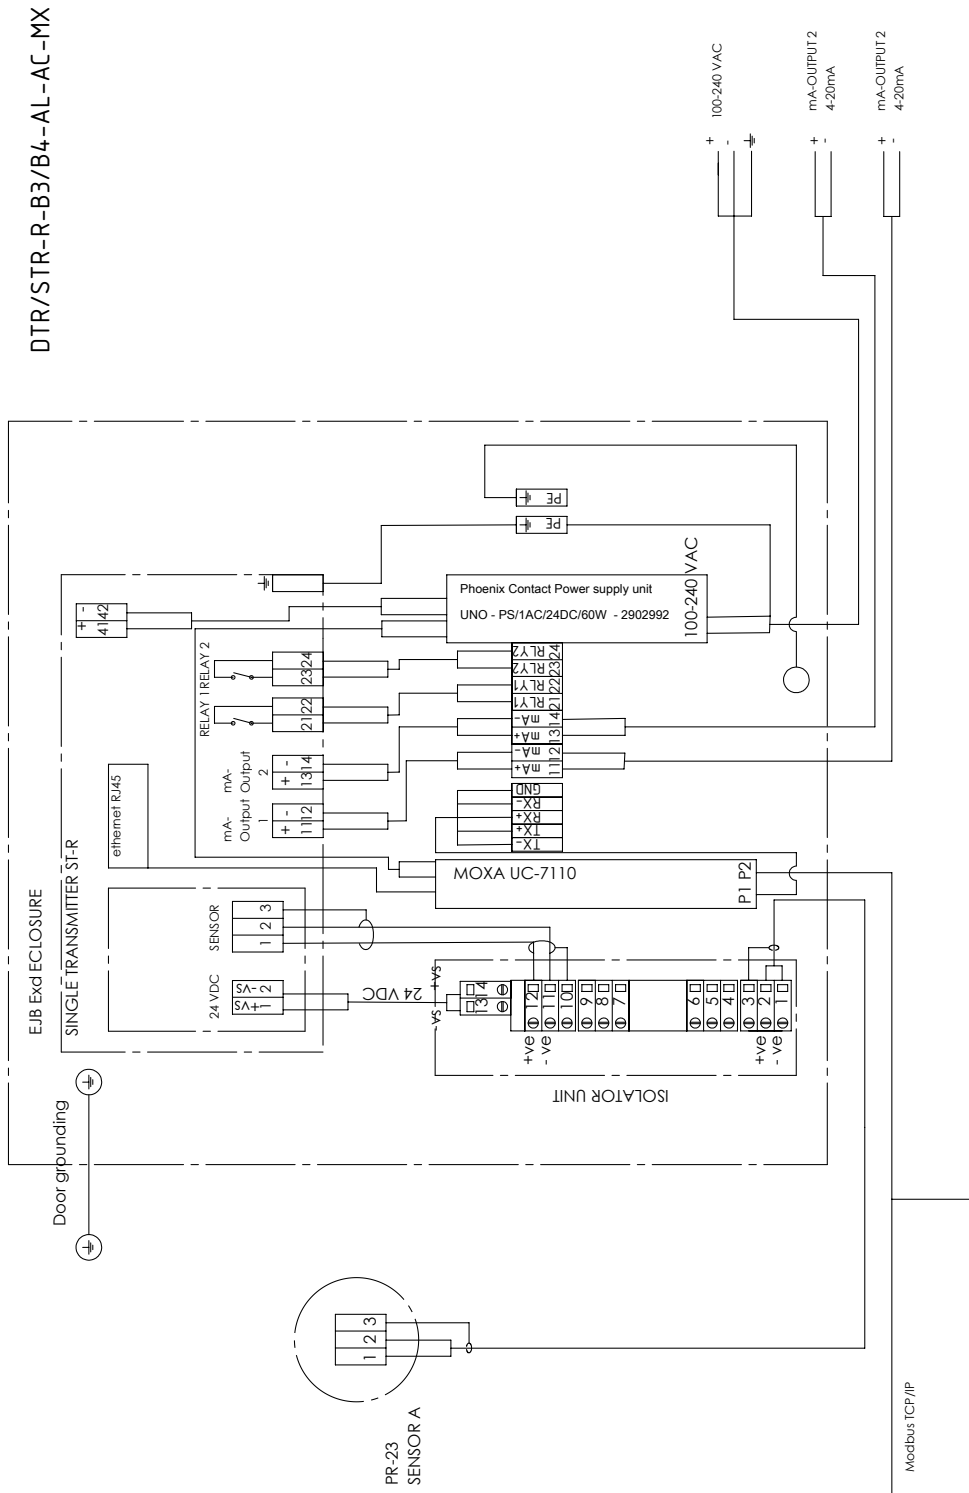 DTR/STR-R-B3/B4-AL-AC-MX
100-240 VAC
+
-
mA-OUTPUT 2
4-20mA
+
-
mA-OUTPUT 2
4-20mA
+
-
EJB Exd ECLOSURE
SINGLE TRANSMITTER ST-R
ethernet RJ45
+ -
41 42
RELAY 1 RELAY 2
23 24
21 22
mA-
Output
2
+ -
13 14
mA-
Output
1
+ -
11 12
SENSOR
1 2 3
24 VDC
+VS -VS
1 2
PE
PE
Phoenix Contact Power supply unit
UNO - PS/1AC/24DC/60W - 2902992
100-240 VAC
RLY2 24
RLY2 23
RLY1 22
RLY1 21
mA- 14
mA+ 13
mA- 12
mA+ 11
GND
RX-
RX+
TX+
TX-
MOXA UC-7110
P1 P2
24 VDC
-VS +VS
13 14
+ve 12
- ve 11
10
9
8
7
6
5
4
3
+ve 2
- ve 1
ISOLATOR UNIT
Door grounding
1 2 3
PR-23
SENSOR A
Modbus TCP/IP